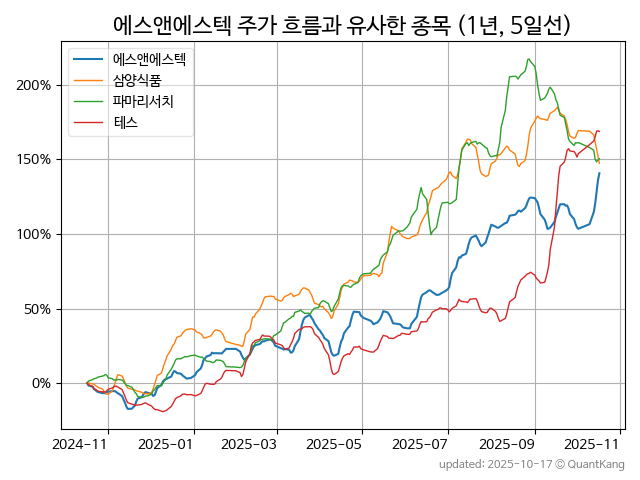 에스앤에스텍 주가 흐름과 유사한 종목 (1년, 5일선)
에스앤에스텍
삼양식품
파마리서치
테스
200%
150%
100%
50%
0%
2024-11 2025-01 2025-03 2025-05 2025-07 2025-09 2025-11
updated: 2025-10-17 © QuantKang